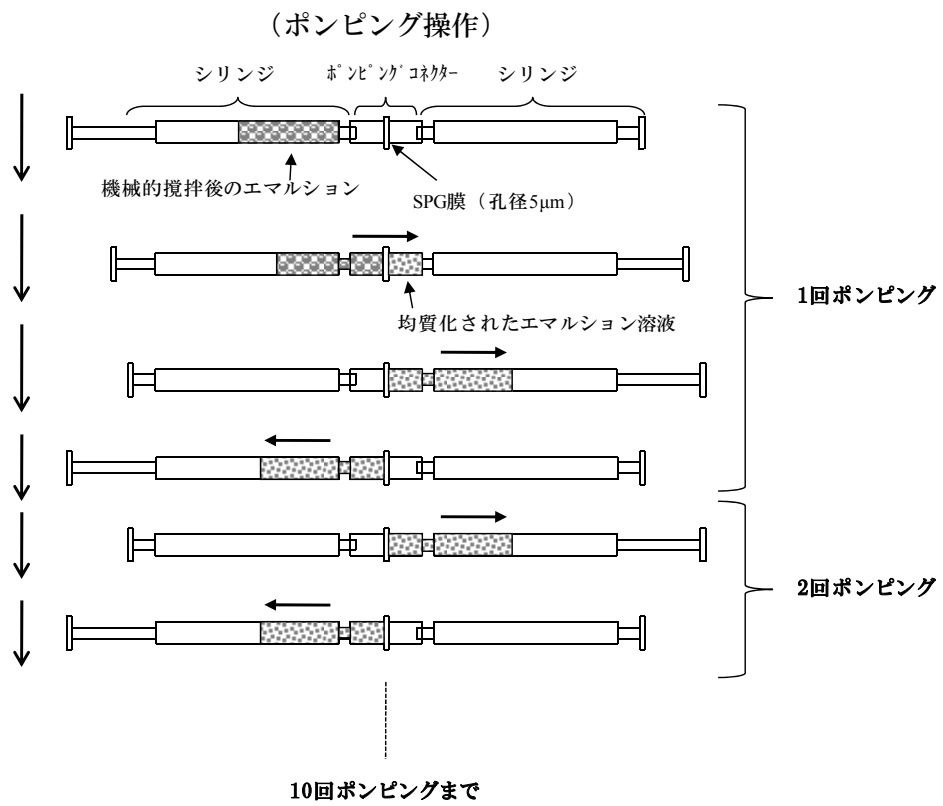 （ポンピング操作）
シリンジ
ﾎﾟﾝﾋﾟﾝｸﾞｺﾈｸﾀｰ
シリンジ
機械的撹拌後のエマルション
SPG膜（孔径5μm）
均質化されたエマルション溶液
1回ポンピング
2回ポンピング
10回ポンピングまで